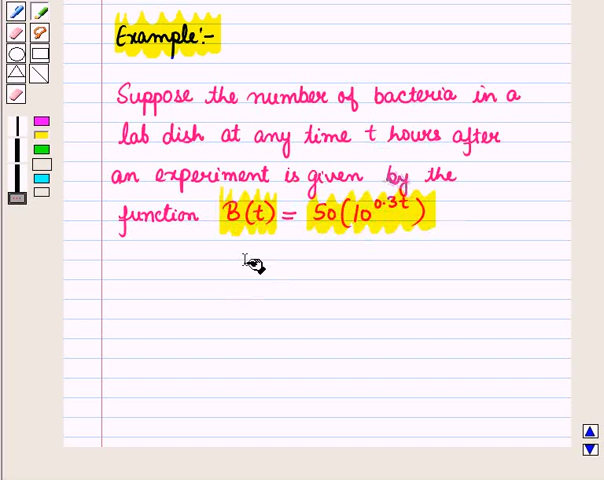 Example:-
Suppose the number of bacteria in a
lab dish at any time t hours after
an experiment is given by the
function B(t) = 50(10^0.3t)